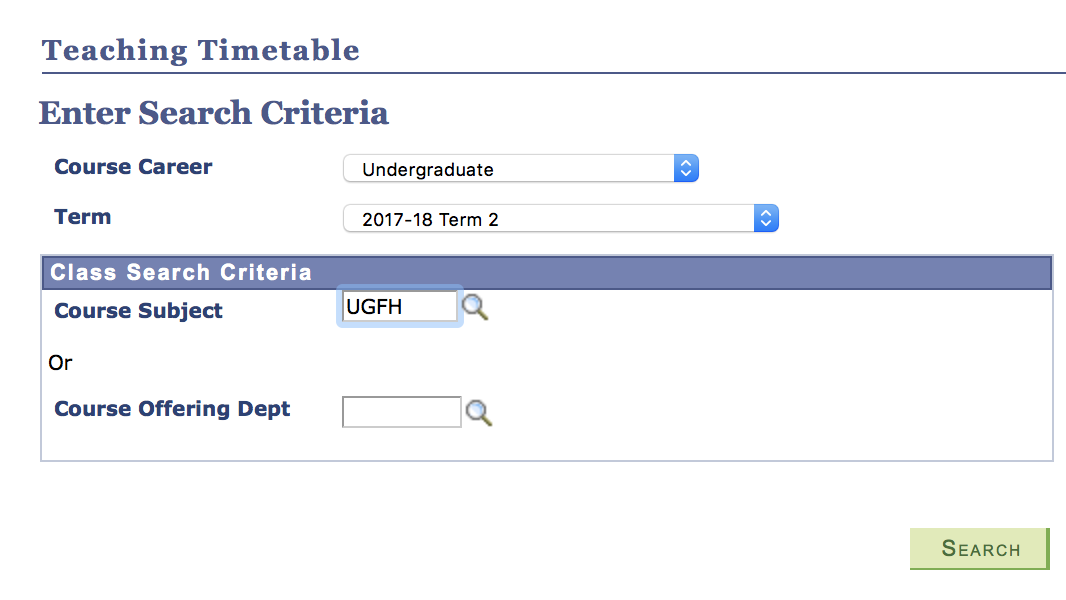 Teaching Timetable
Enter Search Criteria
Course Career Undergraduate
Term 2017-18 Term 2
Class Search Criteria
Course Subject UGFH
Or
Course Offering Dept
Search